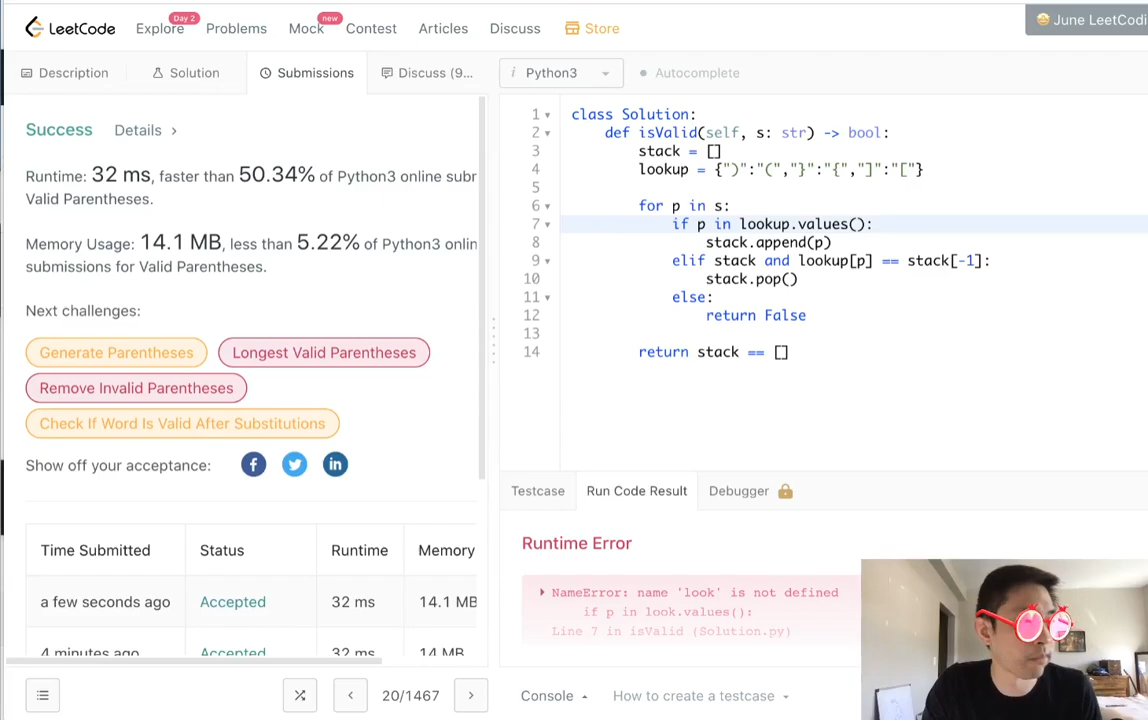 LeetCode
Explore
Day 2
Problems
Mock
new
Contest
Articles
Discuss
Store
June LeetCodi
Description
Solution
Submissions
Discuss (9...
i Python3
Autocomplete
Success
Details >
Runtime: 32 ms, faster than 50.34% of Python3 online subr
Valid Parentheses.
Memory Usage: 14.1 MB, less than 5.22% of Python3 onlin
submissions for Valid Parentheses.
Next challenges:
Generate Parentheses
Longest Valid Parentheses
Remove Invalid Parentheses
Check If Word Is Valid After Substitutions
Show off your acceptance:
f
in
Time Submitted Status Runtime Memory
a few seconds ago Accepted 32 ms 14.1 MB
4 minutes ago Accepted 32 ms 14 MB
20/1467
1 class Solution:
2 def isValid(self, s: str) -> bool:
3 stack = []
4 lookup = {")":"(","}":"{","]":"["}
5
6 for p in s:
7 if p in lookup.values():
8 stack.append(p)
9 elif stack and lookup[p] == stack[-1]:
10 stack.pop()
11 else:
12 return False
13
14 return stack == []
Testcase
Run Code Result
Debugger
Runtime Error
NameError: name 'look' is not defined
if p in look.values():
Line 7 in isValid (Solution.py)
Console
How to create a testcase